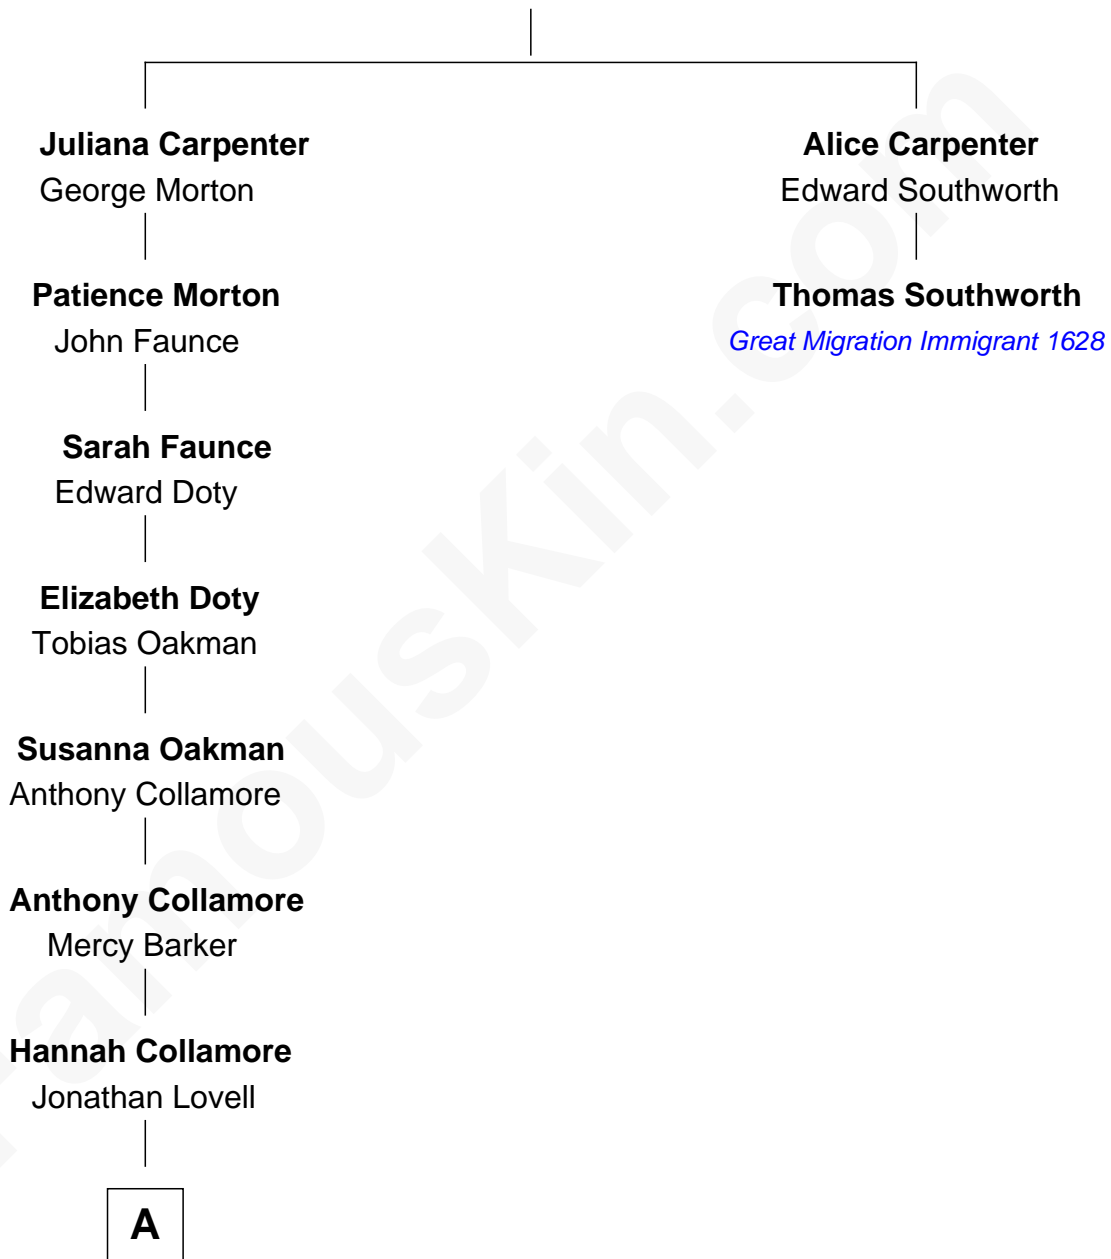 Juliana Carpenter
George Morton
Alice Carpenter
Edward Southworth
Patience Morton
John Faunce
Thomas Southworth
Great Migration Immigrant 1628
Sarah Faunce
Edward Doty
Elizabeth Doty
Tobias Oakman
Susanna Oakman
Anthony Collamore
Anthony Collamore
Mercy Barker
Hannah Collamore
Jonathan Lovell
A
FamousKin.com